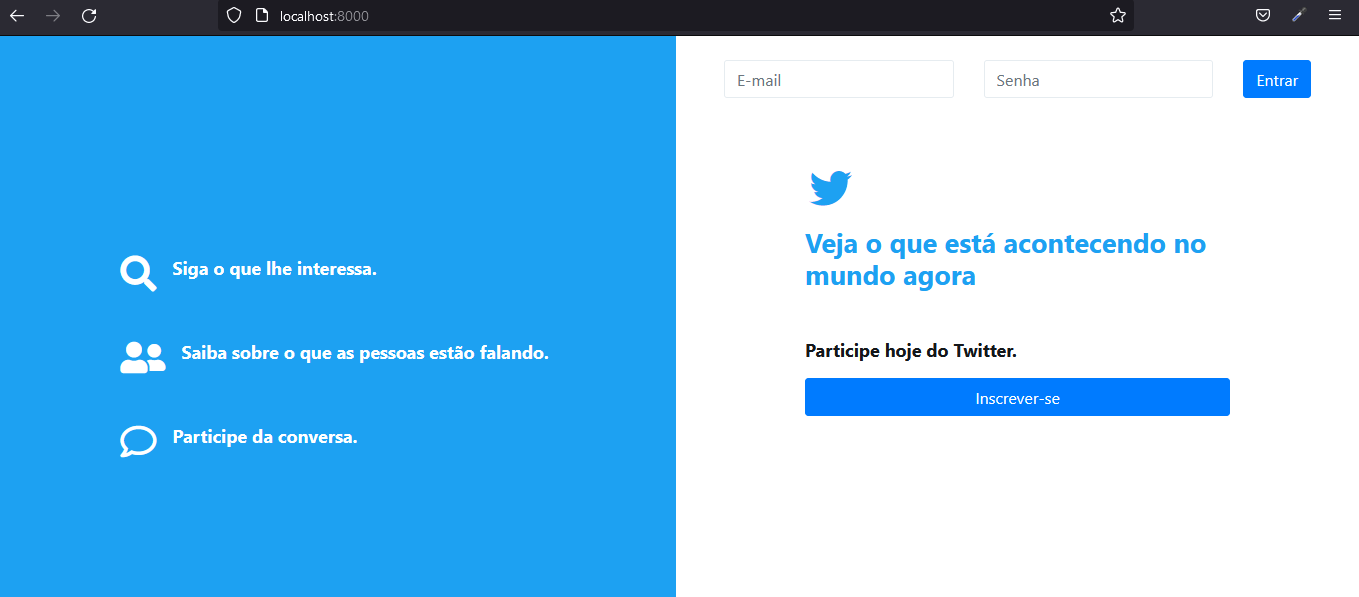 localhost:8000
E-mail
Senha
Entrar
Veja o que está acontecendo no
mundo agora
Siga o que lhe interessa.
Saiba sobre o que as pessoas estão falando.
Participe da conversa.
Participe hoje do Twitter.
Inscrever-se